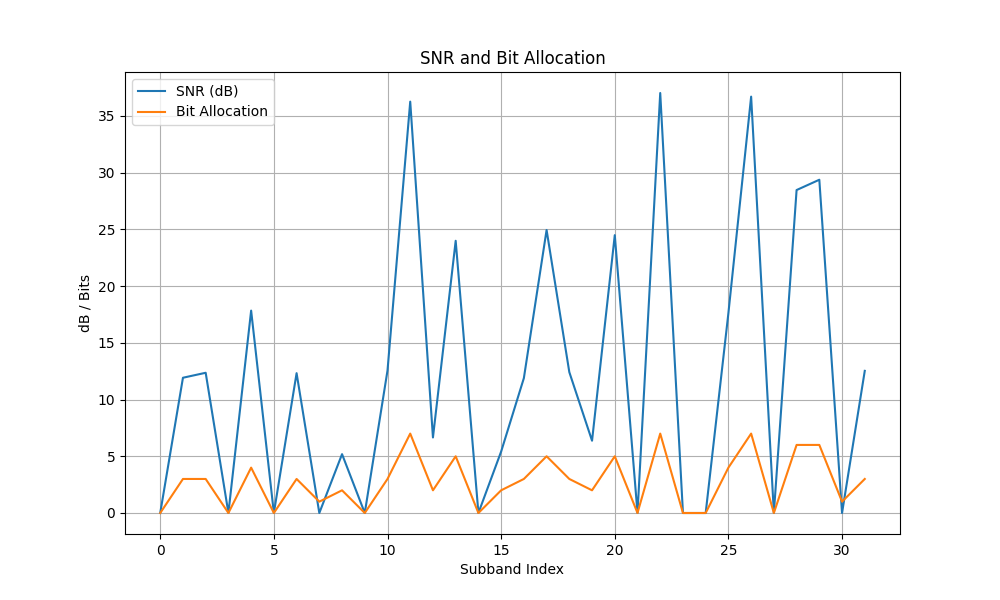 SNR and Bit Allocation
SNR (dB)
Bit Allocation
35
30
25
20
15
10
5
0
dB / Bits
0 5 10 15 20 25 30
Subband Index